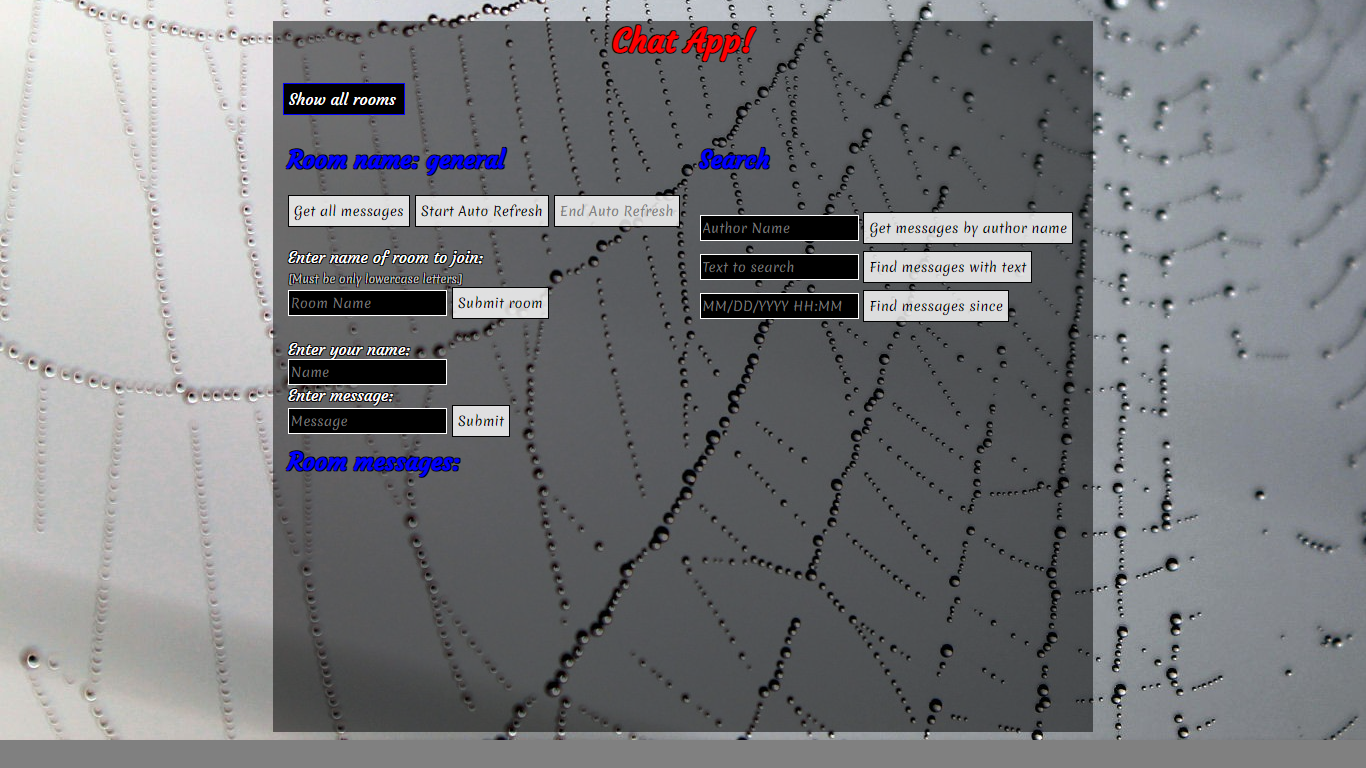 Chat App!
Show all rooms
Room name: general
Get all messages Start Auto Refresh End Auto Refresh
Enter name of room to join:
[Must be only lowercase letters.]
Room Name Submit room
Enter your name:
Name
Enter message:
Message Submit
Room messages:
Search
Author Name Get messages by author name
Text to search Find messages with text
MM/DD/YYYY HH:MM Find messages since